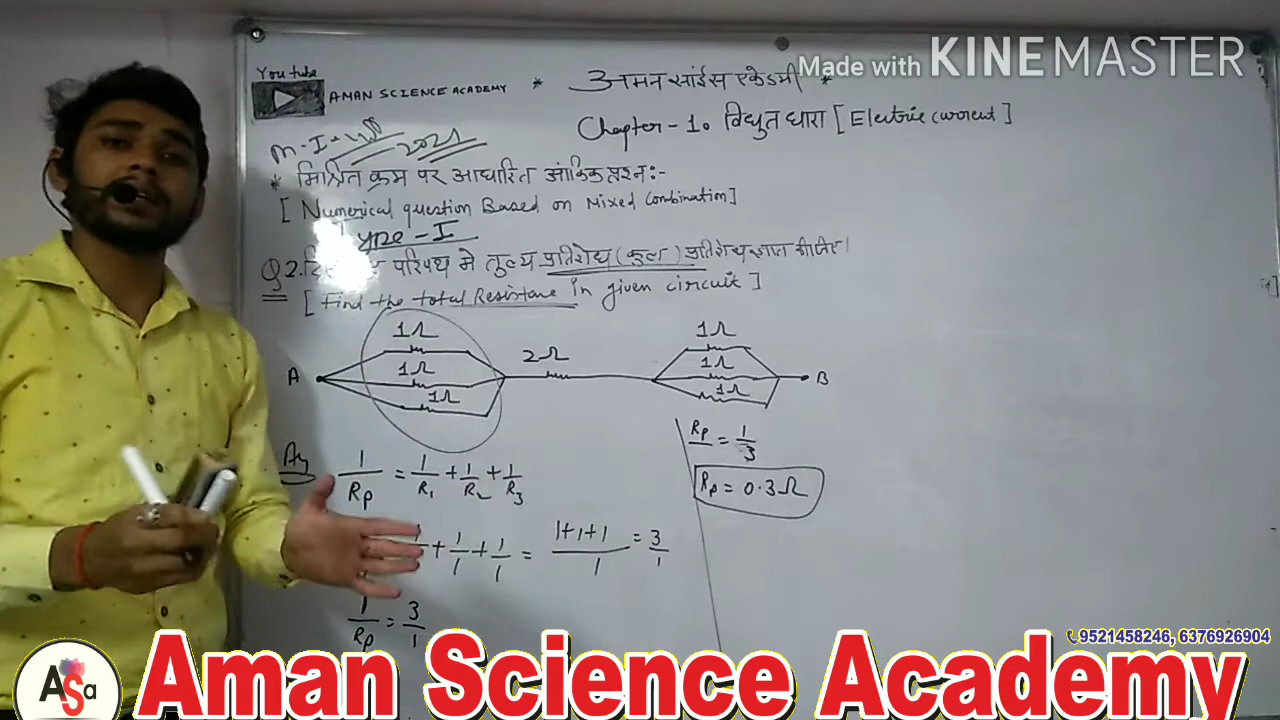 Made with KINEMASTER
You tube
AMAN SCIENCE ACADEMY * अमन साइंस एकेडमी *
Chapter - 1. विद्युत धारा [Electric current]
2021
* मिश्रित क्रम पर आधारित आंकिक प्रश्न:-
[Numerical question Based on Mixed Combination]
Type - I
Q 2. परिपथ मे तुल्य प्रतिरोध (कुल) प्रतिरोध ज्ञात कीजिए।
[Find the total Resistane in given circuit]
1Ω 1Ω
2Ω
1Ω 1Ω
A B
1Ω 1Ω
Rp = 1/3
1/Rp = 1/R1 + 1/R2 + 1/R3
Rp = 0.3Ω
+ 1/1 + 1/1 = 1+1+1/1 = 3/1
1/Rp = 3/1
9521458246, 6376926904
ASa
Aman Science Academy